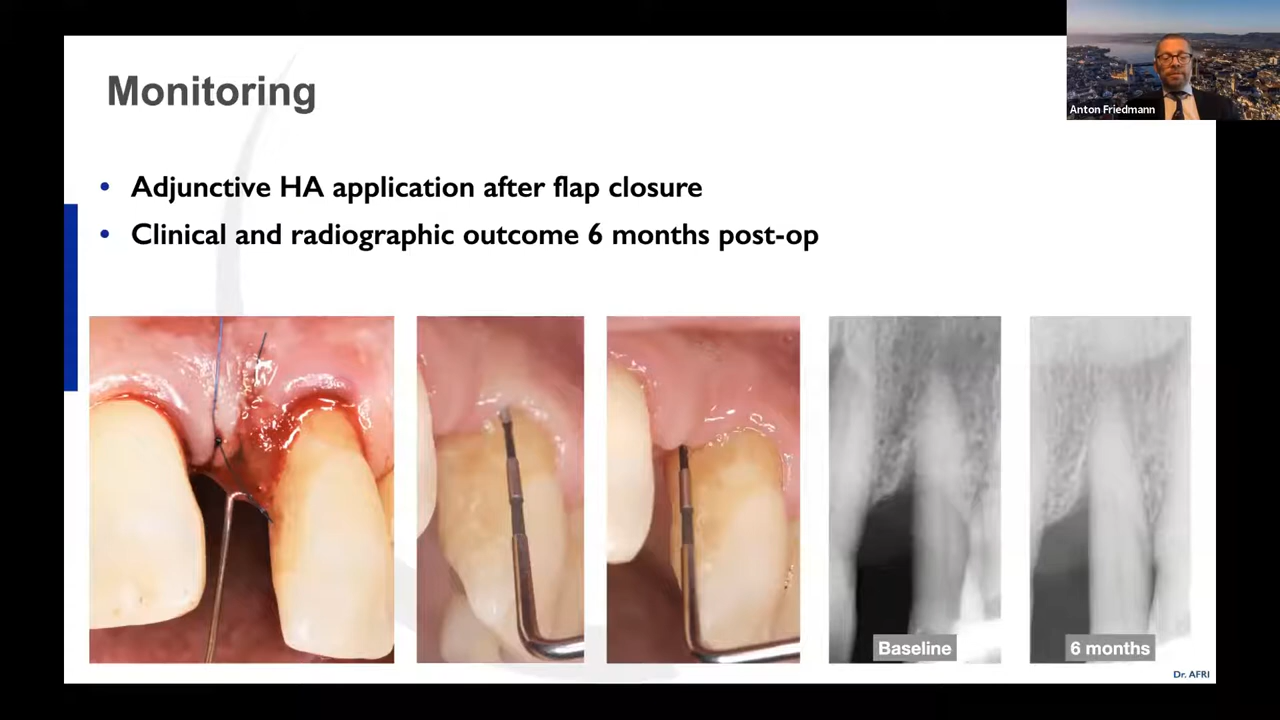 Monitoring
Anton Friedmann
• Adjunctive HA application after flap closure
• Clinical and radiographic outcome 6 months post-op
Baseline
6 months
Dr. AFRI